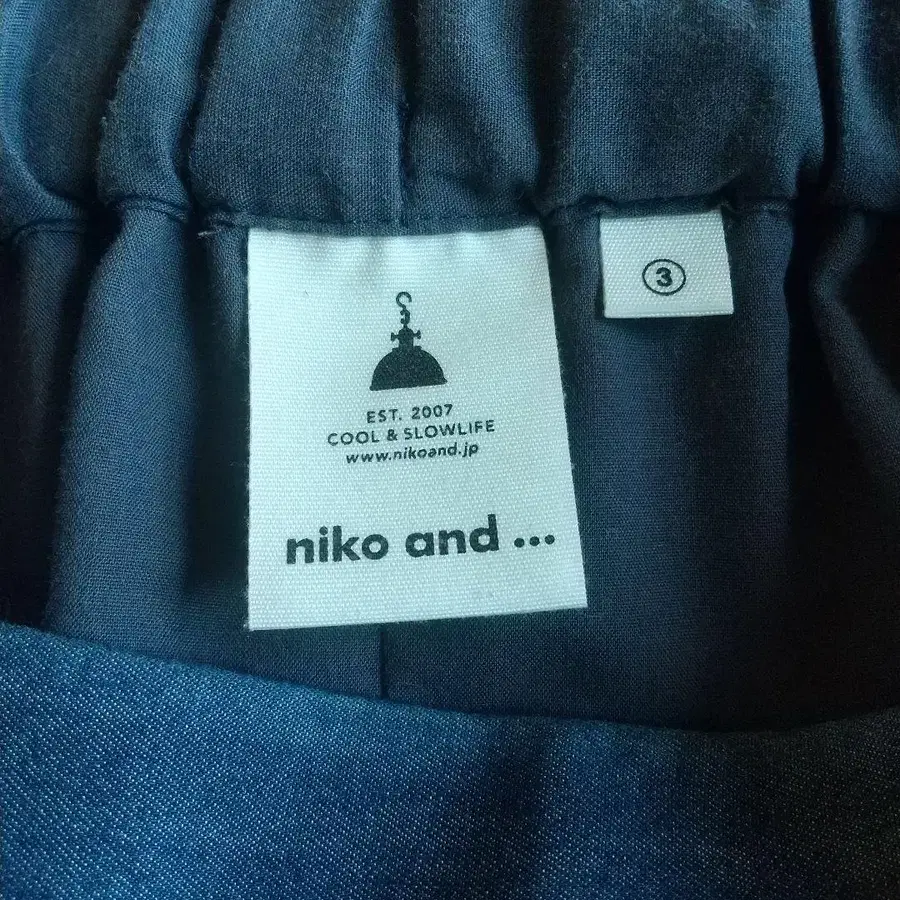 EST. 2007
COOL & SLOWLIFE
www.nikoand.jp
niko and ...
3